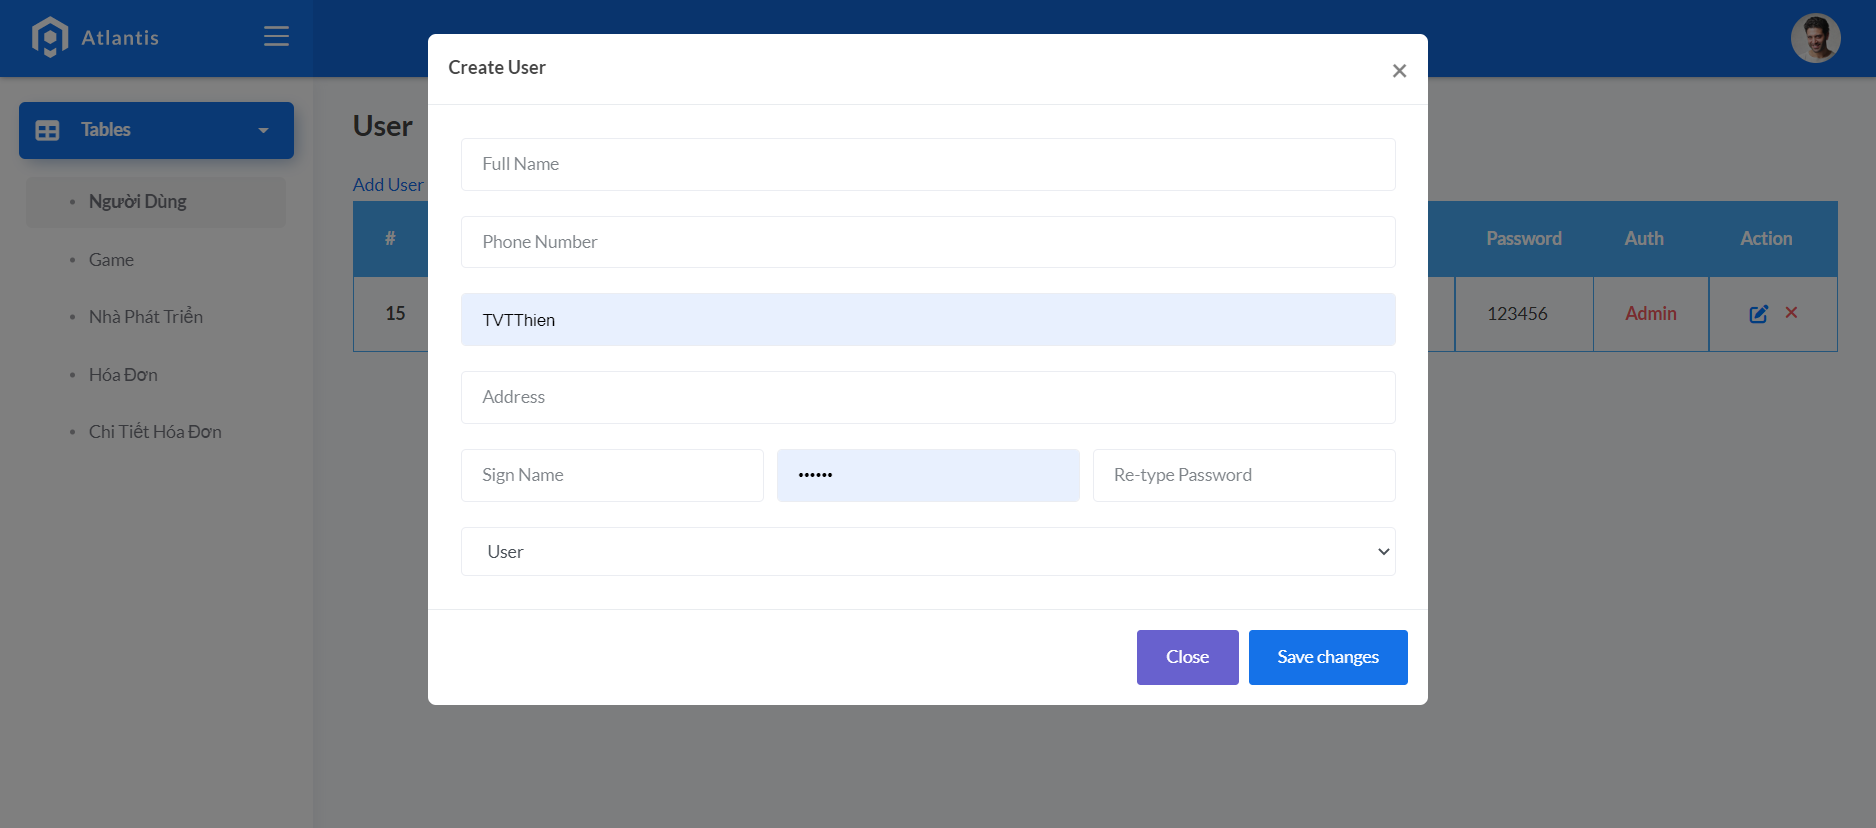 Atlantis
Create User
×
Tables
User
Full Name
Người Dùng
Add User
Phone Number
# Password Auth Action
Game
15 123456 Admin
Nhà Phát Triển
TVTThien
Hóa Đơn
Address
Chi Tiết Hóa Đơn
Sign Name •••••• Re-type Password
User
Close Save changes